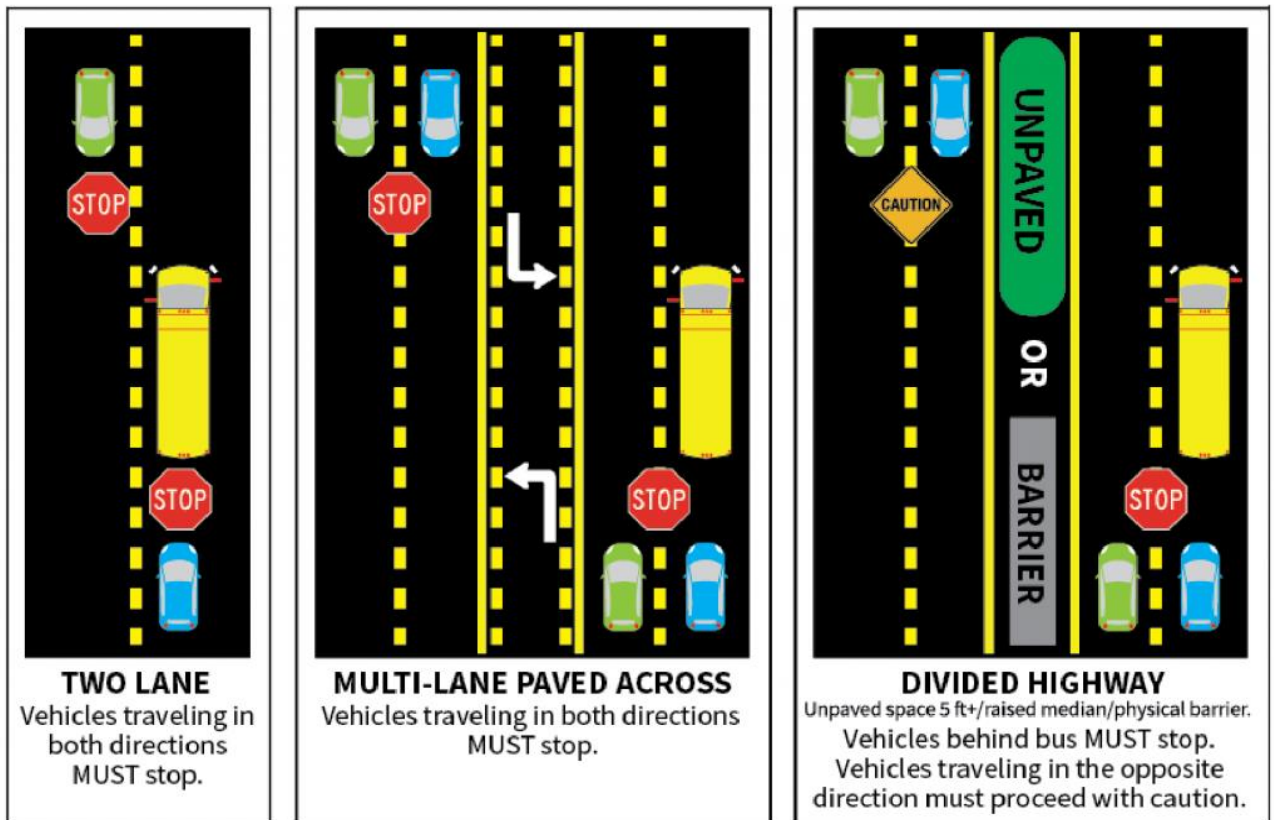 STOP
STOP
TWO LANE
Vehicles traveling in
both directions
MUST stop.
STOP
STOP
MULTI-LANE PAVED ACROSS
Vehicles traveling in both directions
MUST stop.
CAUTION
UNPAVED
OR
BARRIER
STOP
DIVIDED HIGHWAY
Unpaved space 5 ft+/raised median/physical barrier.
Vehicles behind bus MUST stop.
Vehicles traveling in the opposite
direction must proceed with caution.